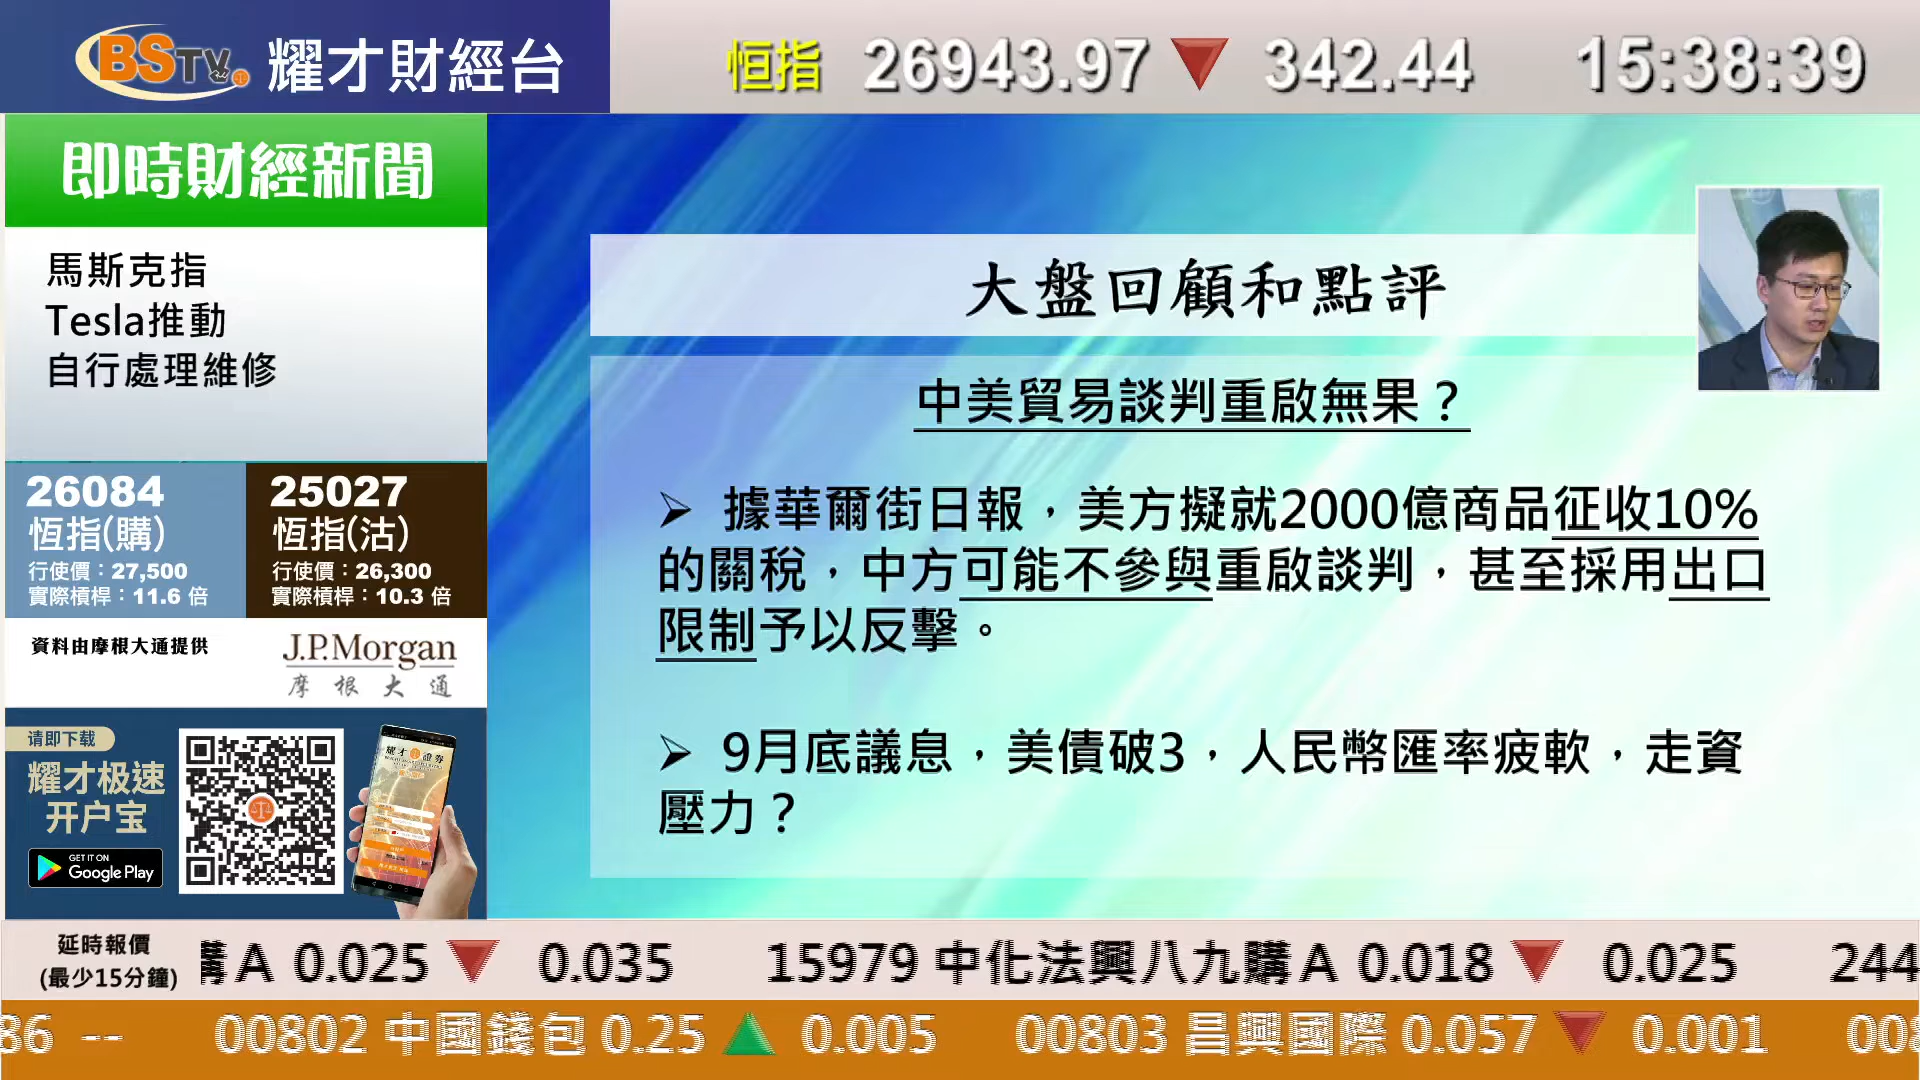 BSTV 耀才財經台
恒指 26943.97 ▼ 342.44 15:38:39
即時財經新聞
馬斯克指
Tesla推動
自行處理維修
26084
恆指(購)
行使價：27,500
實際槓桿：11.6 倍
25027
恆指(沽)
行使價：26,300
實際槓桿：10.3 倍
資料由摩根大通提供
J.P.Morgan
摩根大通
请即下载
耀才极速
开户宝
GET IT ON
Google Play
耀才證券
大盤回顧和點評
中美貿易談判重啟無果？
➢ 據華爾街日報，美方擬就2000億商品征收10%
的關稅，中方可能不參與重啟談判，甚至採用出口
限制予以反擊。
➢ 9月底議息，美債破3，人民幣匯率疲軟，走資
壓力？
延時報價
(最少15分鐘)
A 0.025 ▼ 0.035 15979 中化法興八九購A 0.018 ▼ 0.025 244
86 -- 00802 中國錢包 0.25 ▲ 0.005 00803 昌興國際 0.057 ▼ 0.001 00